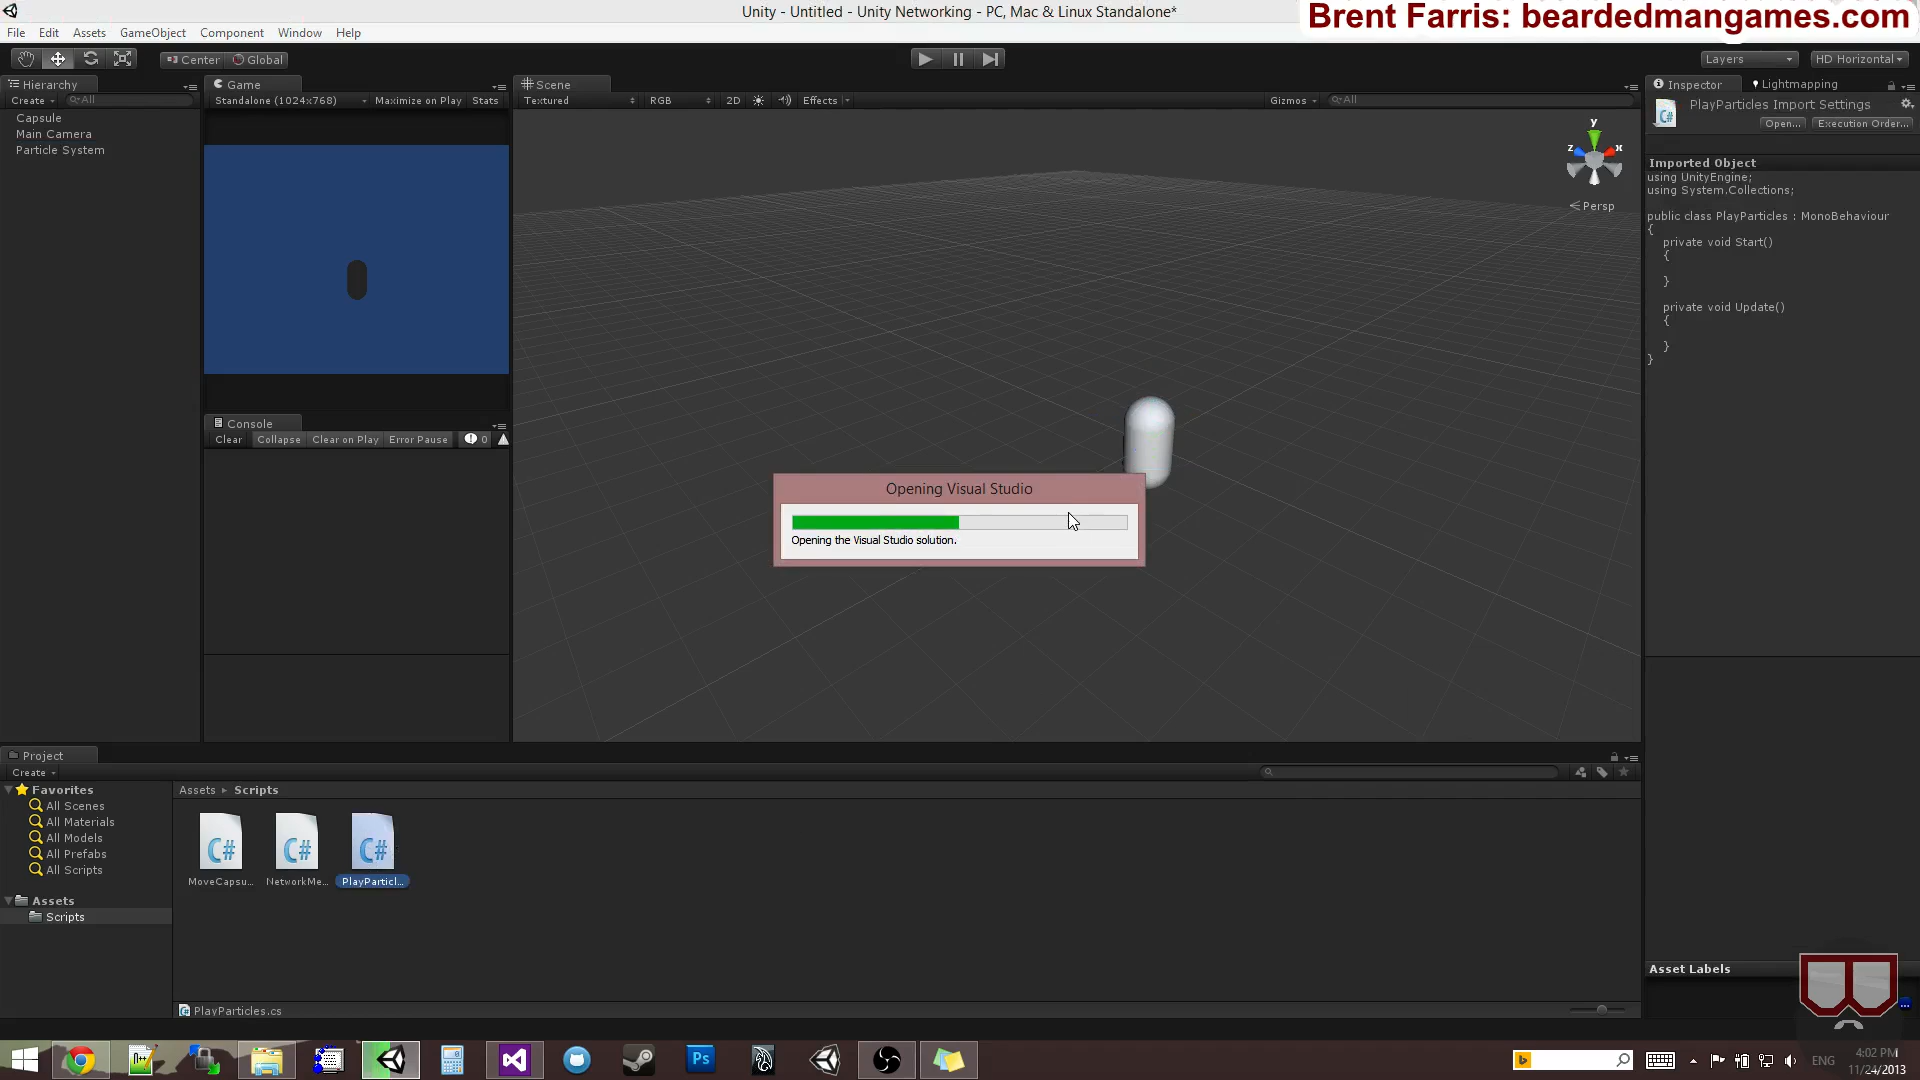 Unity - Untitled - Unity Networking - PC, Mac & Linux Standalone*
Brent Farris: beardedmangames.com
File Edit Assets GameObject Component Window Help
Center Global
Layers HD Horizontal
Hierarchy
Create All
Capsule
Main Camera
Particle System
Game
Standalone (1024x768) Maximize on Play Stats
Scene
Textured RGB 2D Effects Gizmos All
y
z x
Persp
Inspector Lightmapping
PlayParticles Import Settings
Open... Execution Order...
Imported Object
using UnityEngine;
using System.Collections;
public class PlayParticles : MonoBehaviour
{
private void Start()
{
}
private void Update()
{
}
}
Console
Clear Collapse Clear on Play Error Pause 0
Opening Visual Studio
Opening the Visual Studio solution.
Project
Create
Favorites
All Scenes
All Materials
All Models
All Prefabs
All Scripts
Assets
Scripts
Assets Scripts
C# C# C#
MoveCapsu... NetworkMe... PlayParticl...
PlayParticles.cs
Asset Labels
Ps
ENG
4:02 PM
11/24/2013